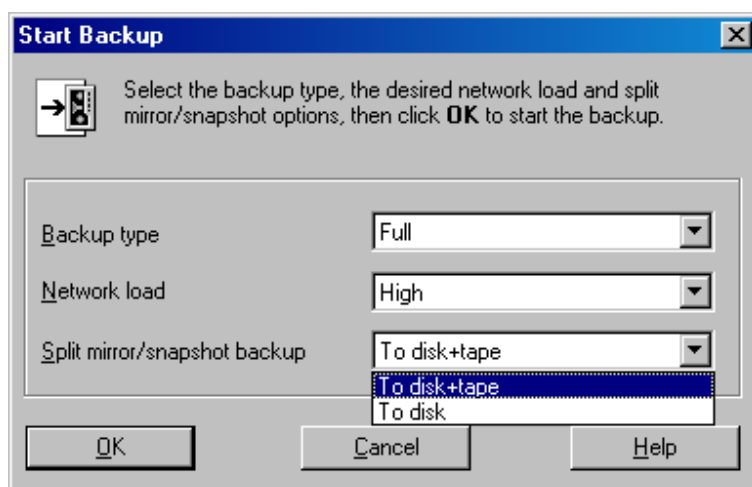 Start Backup
Select the backup type, the desired network load and split
mirror/snapshot options, then click OK to start the backup.
Backup type
Full
Network load
High
Split mirror/snapshot backup
To disk+tape
To disk+tape
To disk
OK
Cancel
Help